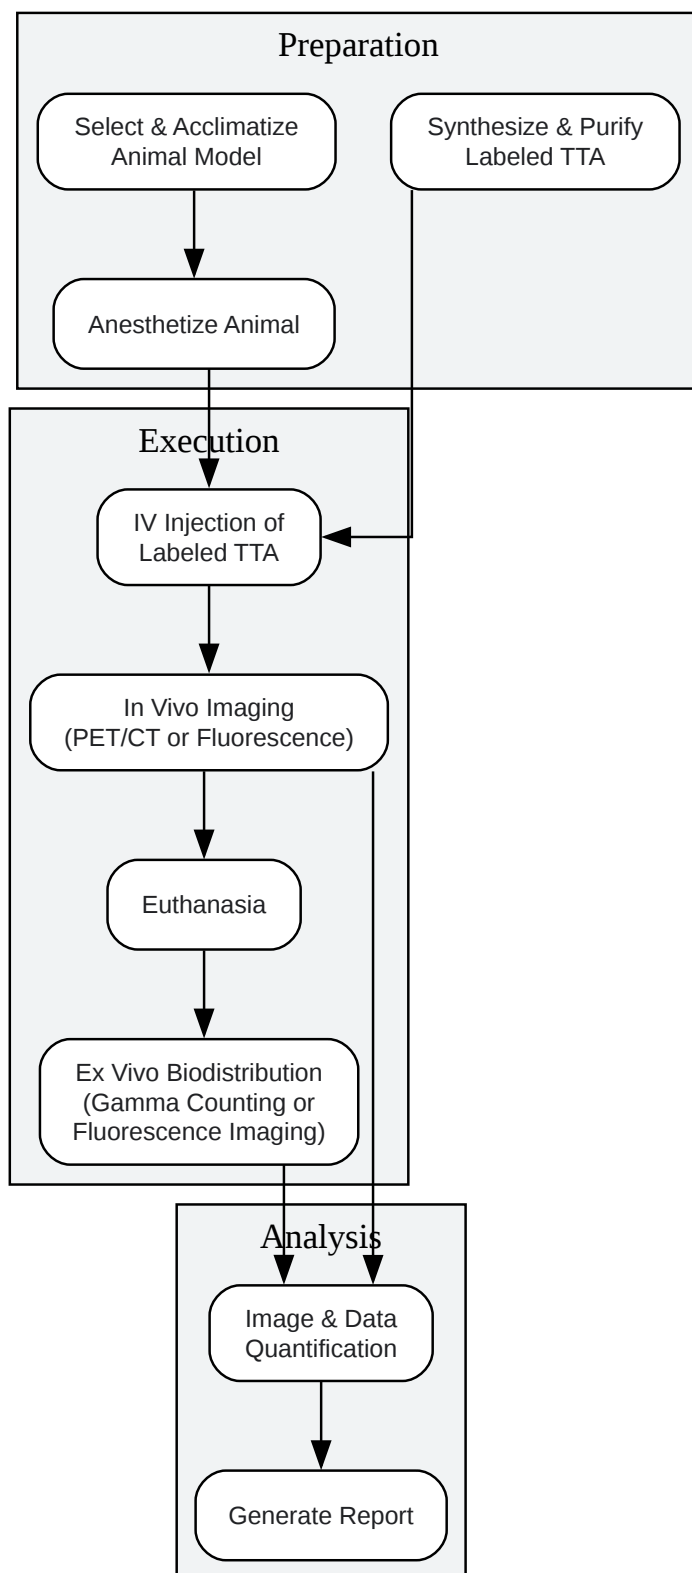 Preparation
Select & Acclimatize
Animal Model
Synthesize & Purify
Labeled TTA
Anesthetize Animal
Execution
IV Injection of
Labeled TTA
In Vivo Imaging
(PET/CT or Fluorescence)
Euthanasia
Ex Vivo Biodistribution
(Gamma Counting or
Fluorescence Imaging)
Analysis
Image & Data
Quantification
Generate Report